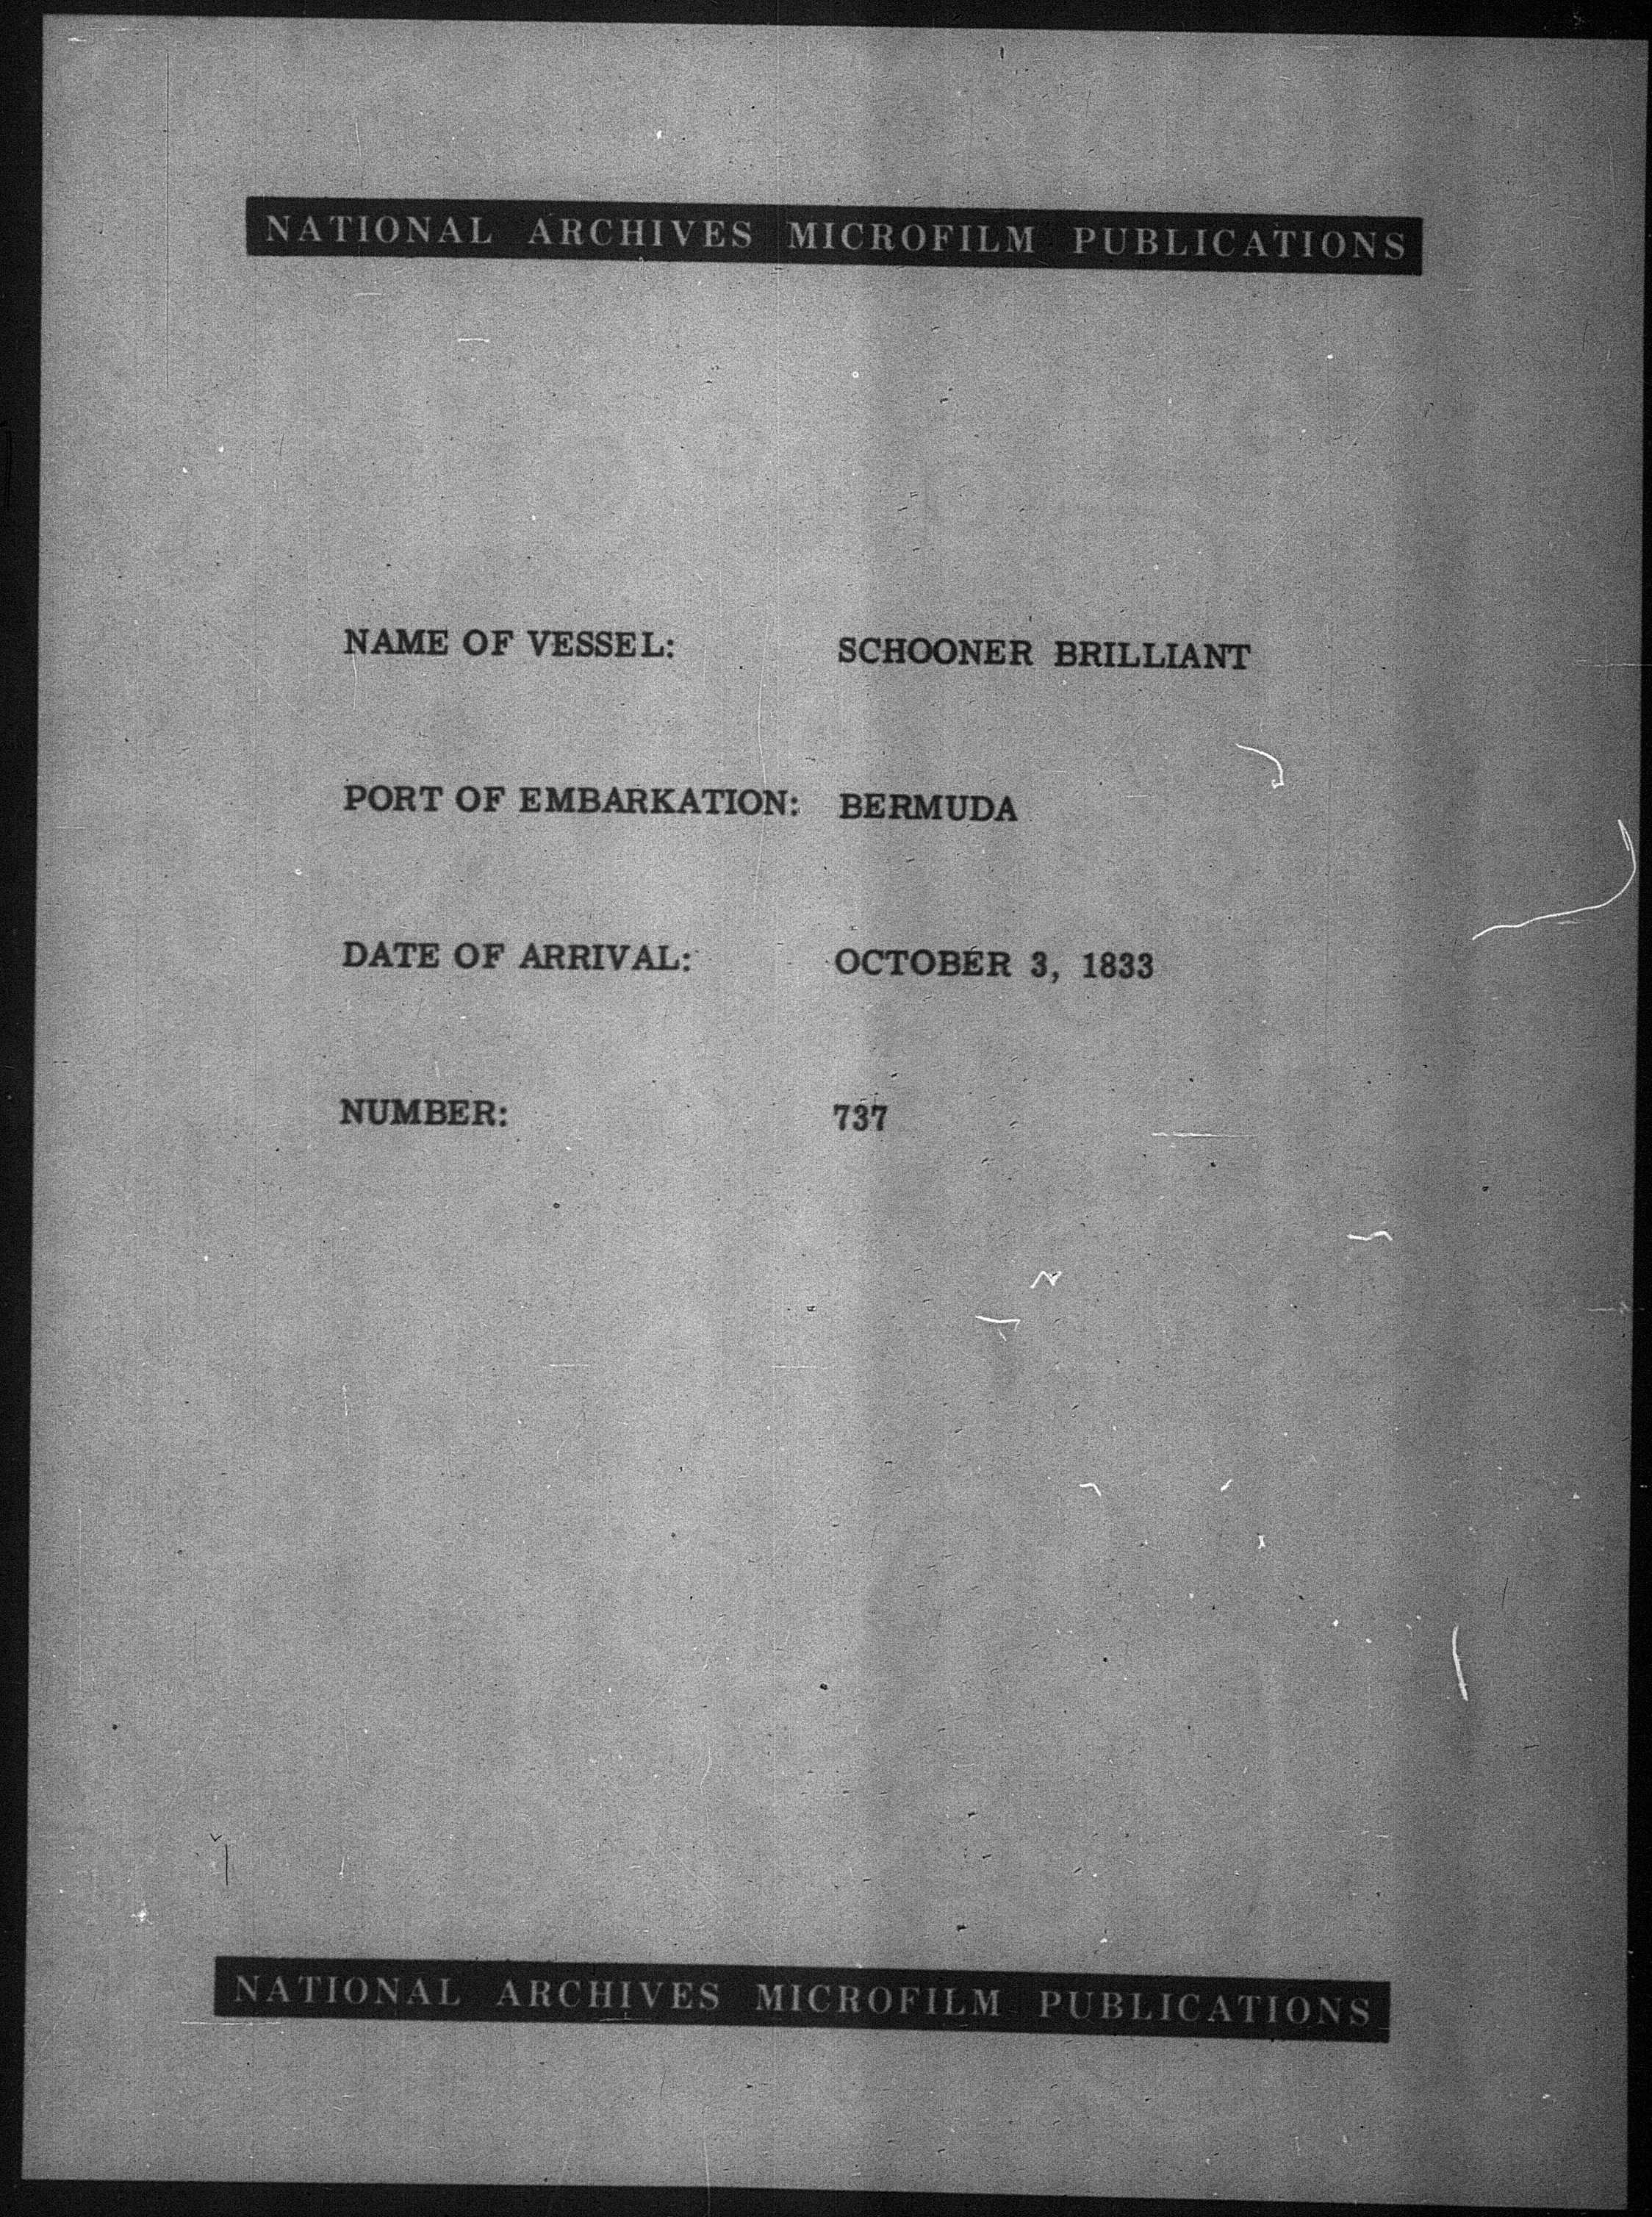 NATIONAL ARCHIVES MICROFILM PUBLICATIONS
NAME OF VESSEL: SCHOONER BRILLIANT
PORT OF EMBARKATION: BERMUDA
DATE OF ARRIVAL: OCTOBER 3, 1833
NUMBER: 737
NATIONAL ARCHIVES MICROFILM PUBLICATIONS